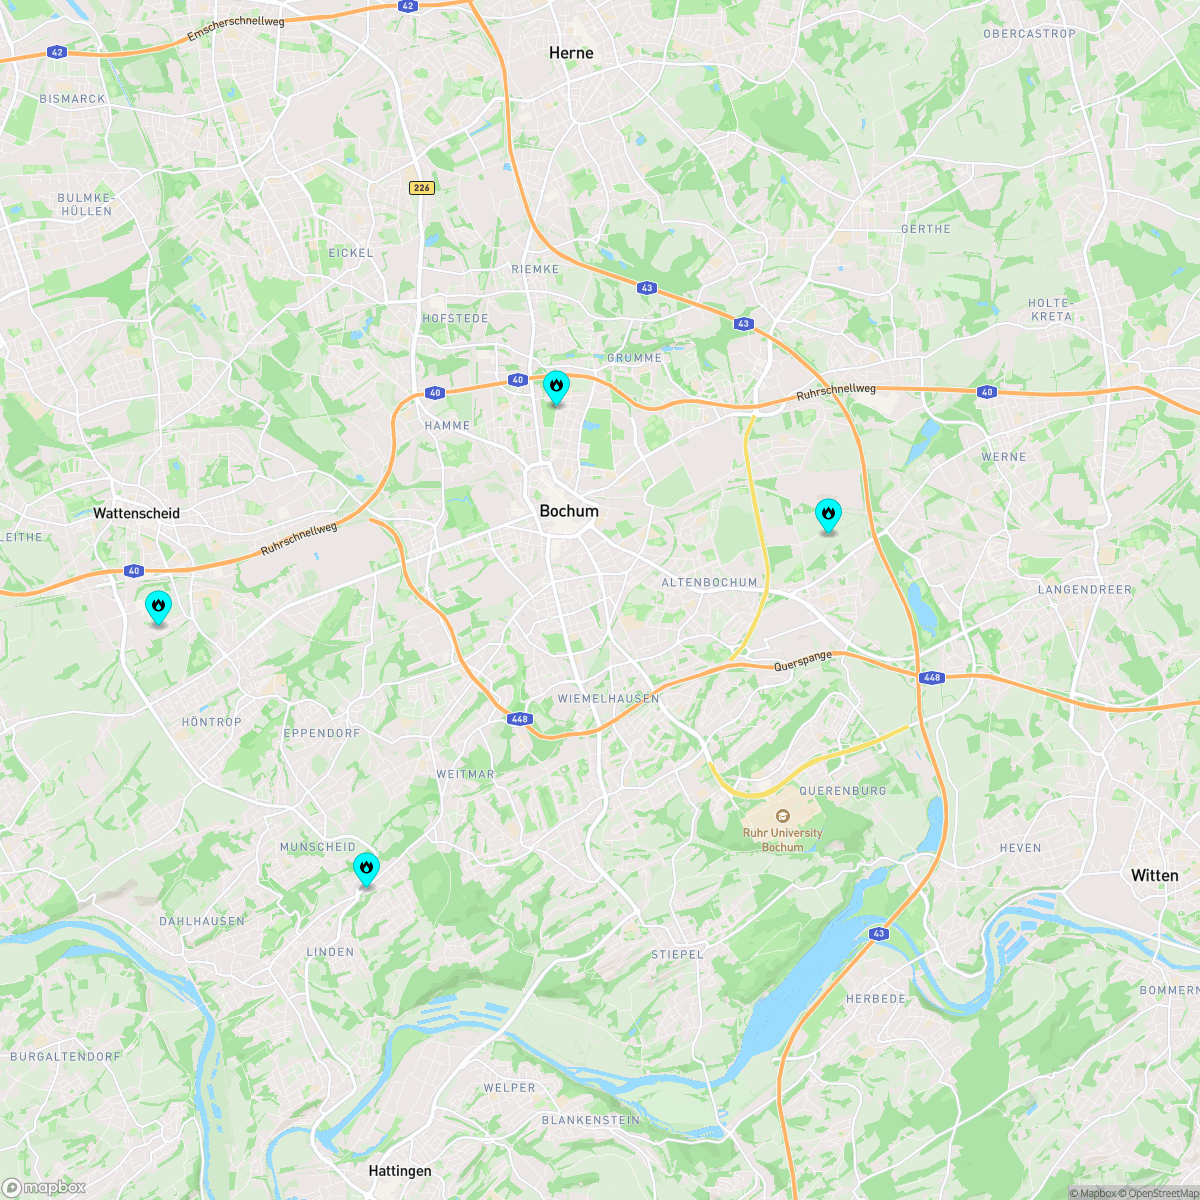 42
Emscherschnellweg
42
Herne
OBERCASTROP
BISMARCK
226
BULMKE-
HÜLLEN
GERTHE
EICKEL
RIEMKE
43
HOFSTEDE
43
HOLTE-
KRETA
GRUMME
40
40
Ruhrschnellweg
40
HAMME
WERNE
Wattenscheid
Bochum
LEITHE
Ruhrschnellweg
40
ALTENBOCHUM
LANGENDREER
Querspange
448
WIEMELHAUSEN
HÖNTROP
448
EPPENDORF
WEITMAR
QUERENBURG
Ruhr University
Bochum
MUNSCHEID
HEVEN
Witten
DAHLHAUSEN
43
LINDEN
STIEPEL
BOMMERN
HERBEDE
BURGALTENDORF
WELPER
BLANKENSTEIN
Hattingen
mapbox
© Mapbox © OpenStreetMap